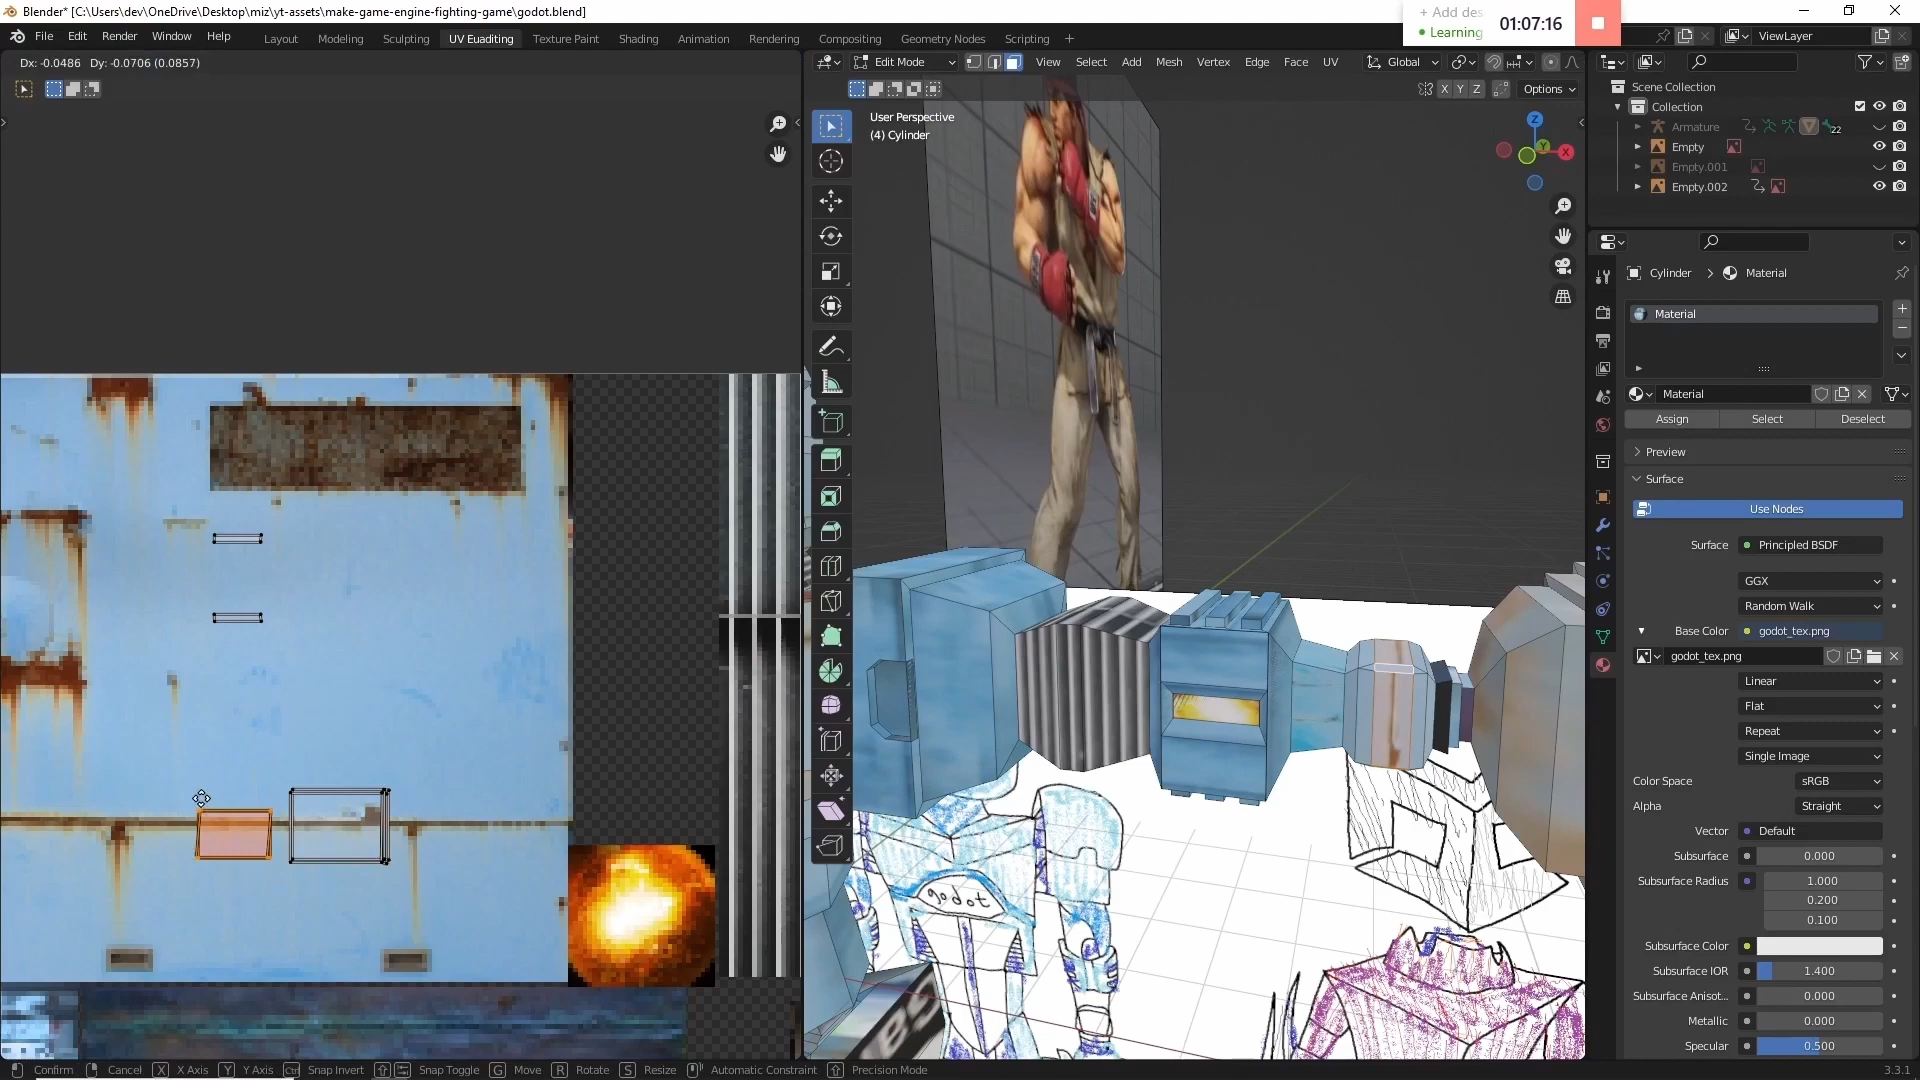 Blender* [C:\Users\dev\OneDrive\Desktop\miz\yt-assets\make-game-engine-fighting-game\godot.blend]
+ Add des
Learning
01:07:16
File Edit Render Window Help
Layout Modeling Sculpting UV Euaditing Texture Paint Shading Animation Rendering Compositing Geometry Nodes Scripting +
ViewLayer
Dx: -0.0486 Dy: -0.0706 (0.0857)
Edit Mode View Select Add Mesh Vertex Edge Face UV Global
X Y Z Options
User Perspective
(4) Cylinder
Z
Y
X
Scene Collection
Collection
Armature 22
Empty
Empty.001
Empty.002
Cylinder > Material
Material
Material
Assign Select Deselect
Preview
Surface
Use Nodes
Surface Principled BSDF
GGX
Random Walk
Base Color godot_tex.png
godot_tex.png
Linear
Flat
Repeat
Single Image
Color Space sRGB
Alpha Straight
Vector Default
Subsurface 0.000
Subsurface Radius 1.000
0.200
0.100
Subsurface Color
Subsurface IOR 1.400
Subsurface Anisot... 0.000
Metallic 0.000
Specular 0.500
godot
Confirm Cancel X X Axis Y Y Axis Ctrl Snap Invert Snap Toggle G Move R Rotate S Resize Automatic Constraint Precision Mode
3.3.1